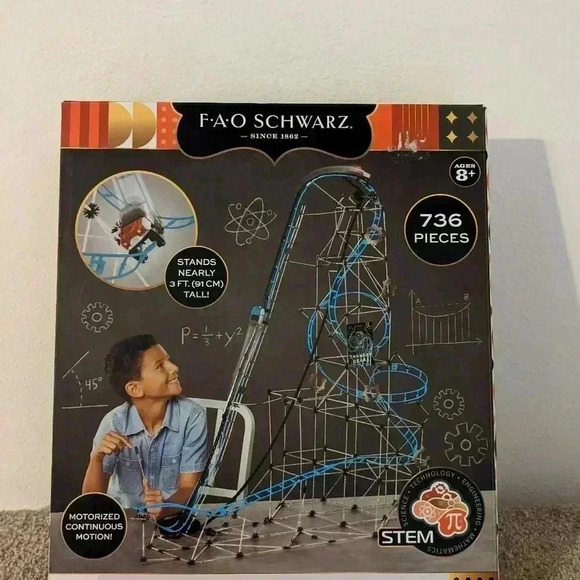 F·A·O SCHWARZ®
— SINCE 1862 —
AGES
8+
736
PIECES
STANDS
NEARLY
3 FT. (91 CM)
TALL!
A
B
P=1/3+y²
45°
THUNDER
MOTORIZED
CONTINUOUS
MOTION!
SCIENCE • TECHNOLOGY • ENGINEERING
MATHEMATICS
π
STEM